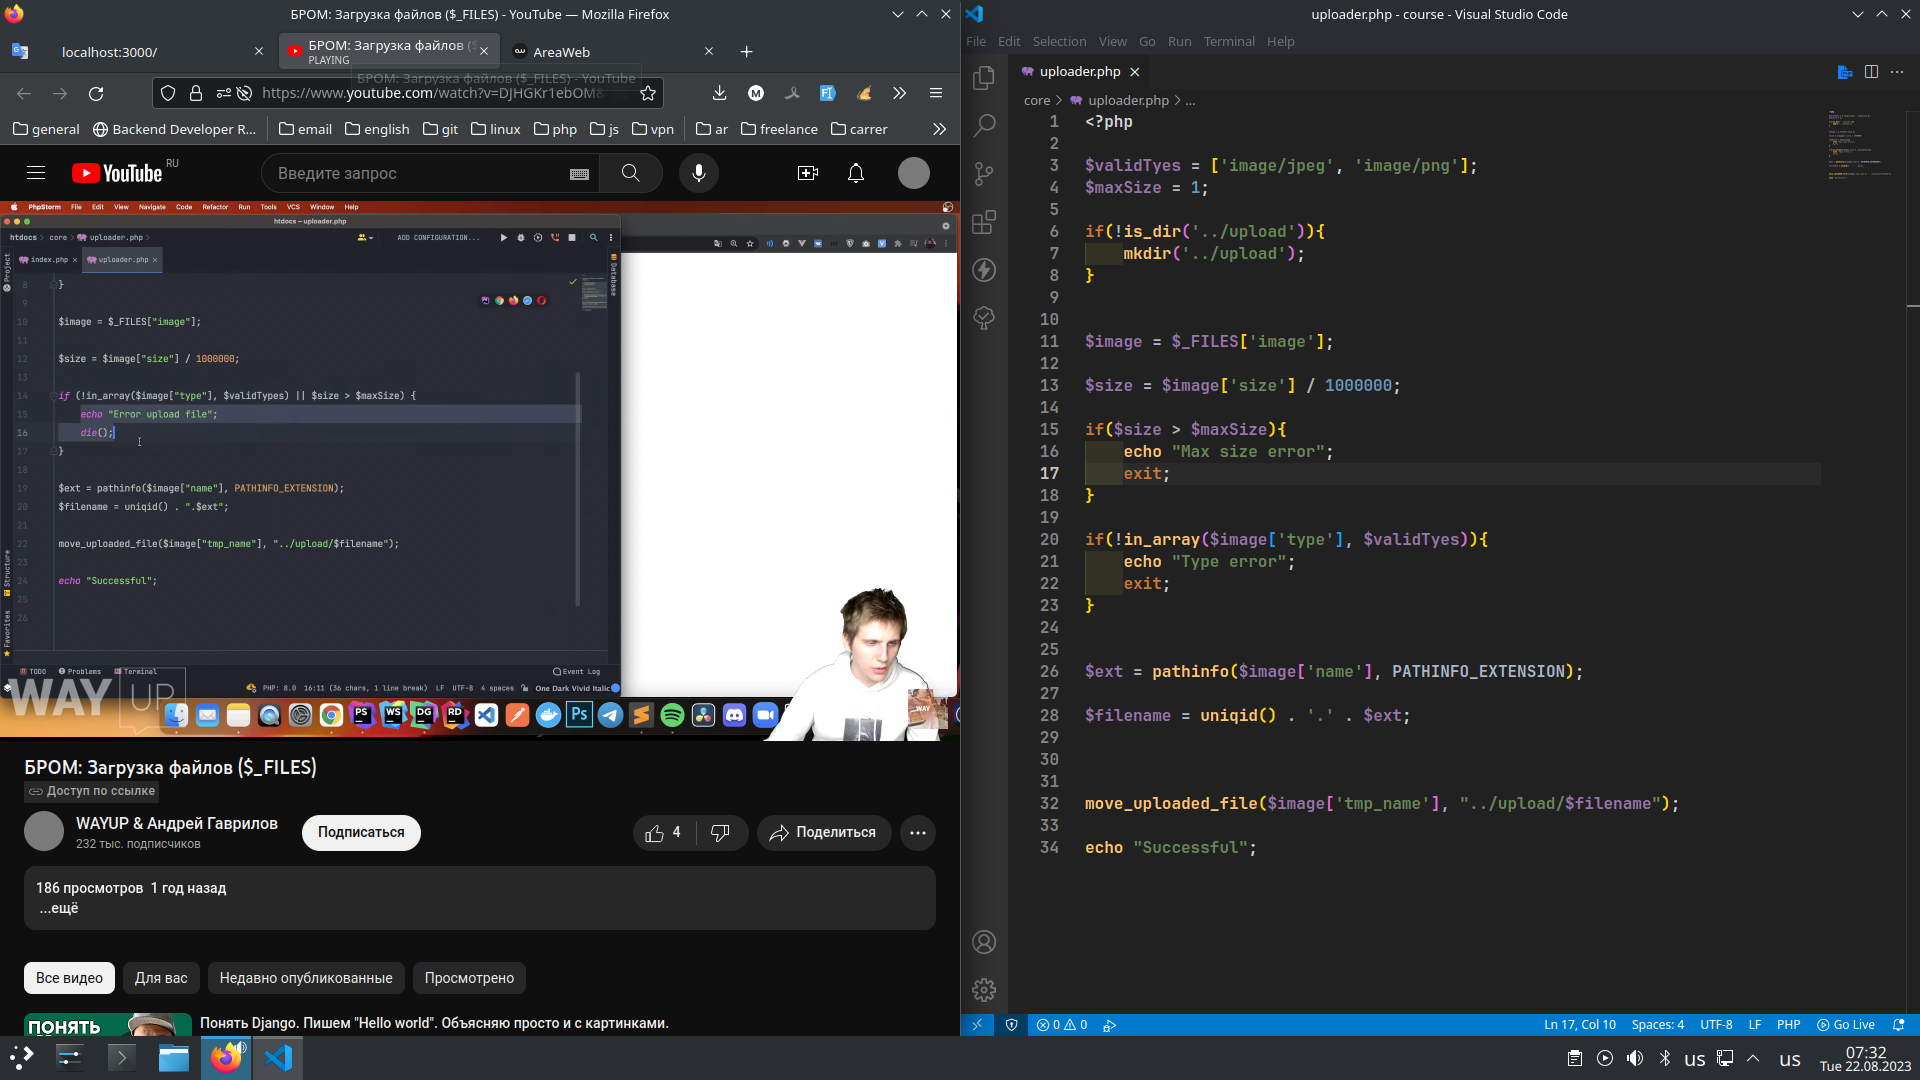 БРОМ: Загрузка файлов ($_FILES) - YouTube — Mozilla Firefox
localhost:3000/
БРОМ: Загрузка файлов ($
PLAYING
AreaWeb
БРОМ: Загрузка файлов ($_FILES) - YouTube
https://www.youtube.com/watch?v=DJHGKr1ebOM&
general
Backend Developer R...
email
english
git
linux
php
js
vpn
ar
freelance
carrer
YouTube
RU
Введите запрос
PhpStorm File Edit View Navigate Code Refactor Run Tools VCS Window Help
htdocs – uploader.php
htdocs core uploader.php
ADD CONFIGURATION...
index.php
uploader.php
Project
Database
8 }
9
10 $image = $_FILES["image"];
11
12 $size = $image["size"] / 1000000;
13
14 if (!in_array($image["type"], $validTypes) || $size > $maxSize) {
15 echo "Error upload file";
16 die();
17 }
18
19 $ext = pathinfo($image["name"], PATHINFO_EXTENSION);
20 $filename = uniqid() . ".$ext";
21
22 move_uploaded_file($image["tmp_name"], "../upload/$filename");
23
24 echo "Successful";
25
26
Structure
Favorites
TODO Problems Terminal
Event Log
PHP: 8.0 16:11 (36 chars, 1 line break) LF UTF-8 4 spaces One Dark Vivid Italic
WAY UP
PS WS DG RD Ps
WAY
БРОМ: Загрузка файлов ($_FILES)
Доступ по ссылке
WAYUP & Андрей Гаврилов
232 тыс. подписчиков
Подписаться
4
Поделиться
186 просмотров 1 год назад
...ещё
Все видео
Для вас
Недавно опубликованные
Просмотрено
ПОНЯТЬ
Понять Django. Пишем "Hello world". Объясняю просто и с картинками.
uploader.php - course - Visual Studio Code
File Edit Selection View Go Run Terminal Help
uploader.php
core > uploader.php > ...
1 <?php
2
3 $validTyes = ['image/jpeg', 'image/png'];
4 $maxSize = 1;
5
6 if(!is_dir('../upload')){
7 mkdir('../upload');
8 }
9
10
11 $image = $_FILES['image'];
12
13 $size = $image['size'] / 1000000;
14
15 if($size > $maxSize){
16 echo "Max size error";
17 exit;
18 }
19
20 if(!in_array($image['type'], $validTyes)){
21 echo "Type error";
22 exit;
23 }
24
25
26 $ext = pathinfo($image['name'], PATHINFO_EXTENSION);
27
28 $filename = uniqid() . '.' . $ext;
29
30
31
32 move_uploaded_file($image['tmp_name'], "../upload/$filename");
33
34 echo "Successful";
0 0
Ln 17, Col 10
Spaces: 4
UTF-8
LF
PHP
Go Live
us
us
07:32
Tue 22.08.2023